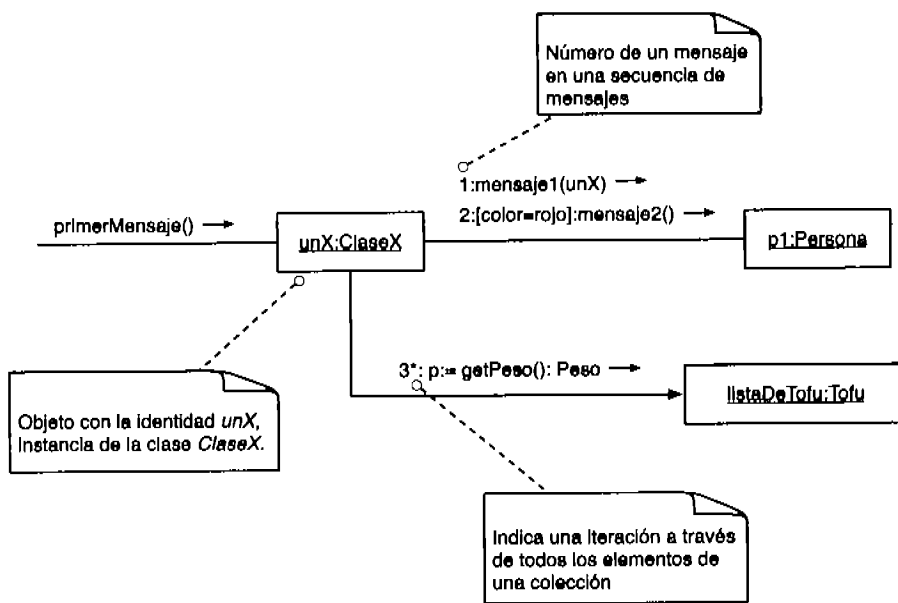 Número de un mensaje
en una secuencia de
mensajes
1:mensaje1(unX)
2:[color=rojo]:mensaje2()
primerMensaje()
unX:ClaseX
p1:Persona
3*: p:= getPeso(): Peso
listaDeTofu:Tofu
Objeto con la identidad unX,
instancia de la clase ClaseX.
Indica una iteración a través
de todos los elementos de
una colección